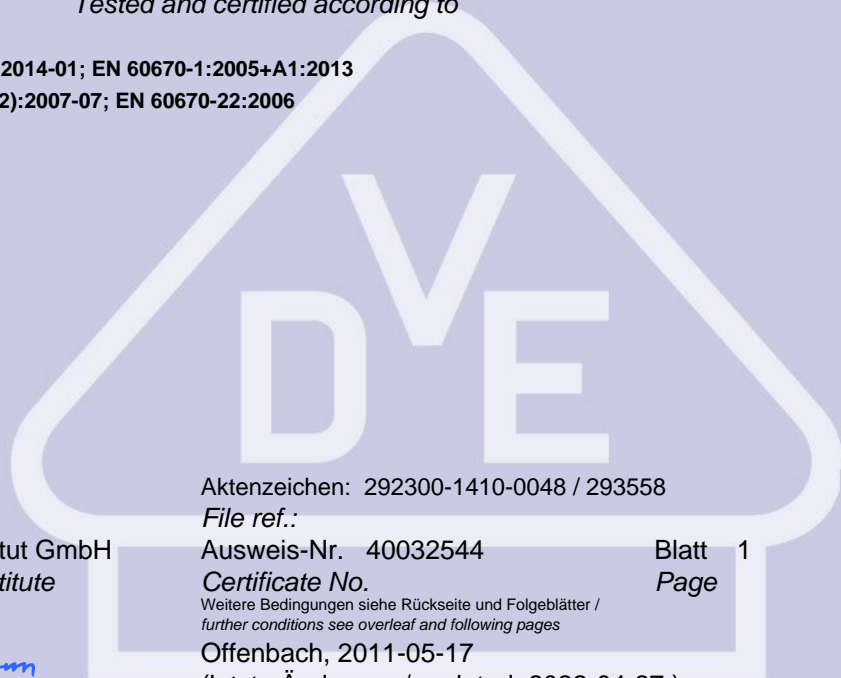 Tested and certified according to
2014-01; EN 60670-1:2005+A1:2013
2):2007-07; EN 60670-22:2006
VDE
Aktenzeichen: 292300-1410-0048 / 293558
File ref.:
tut GmbH Ausweis-Nr. 40032544 Blatt 1
titute Certificate No. Page
Weitere Bedingungen siehe Rückseite und Folgeblätter /
further conditions see overleaf and following pages
Offenbach, 2011-05-17